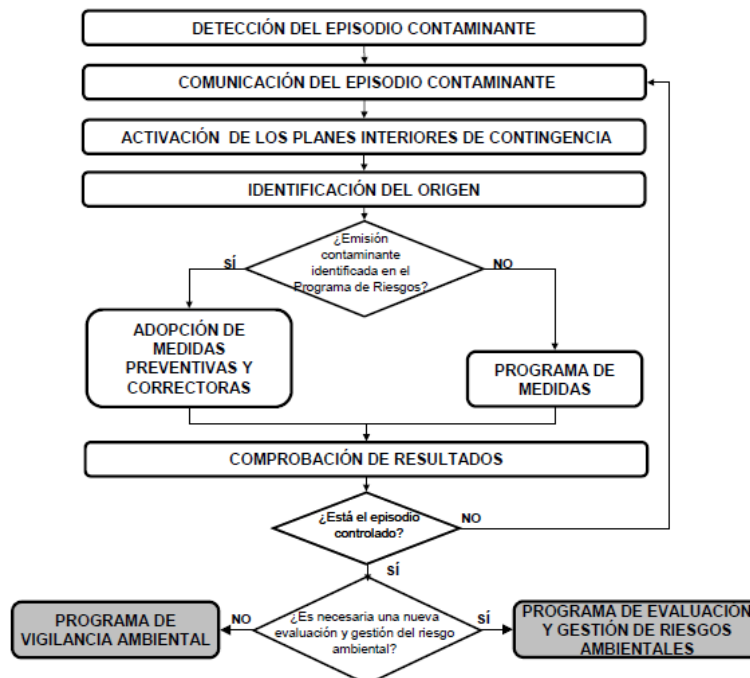 DETECCIÓN DEL EPISODIO CONTAMINANTE
COMUNICACIÓN DEL EPISODIO CONTAMINANTE
ACTIVACIÓN DE LOS PLANES INTERIORES DE CONTINGENCIA
IDENTIFICACIÓN DEL ORIGEN
¿Emisión
contaminante
identificada en el
Programa de Riesgos?
SÍ
NO
ADOPCIÓN DE
MEDIDAS
PREVENTIVAS Y
CORRECTORAS
PROGRAMA DE
MEDIDAS
COMPROBACIÓN DE RESULTADOS
¿Está el episodio
controlado?
NO
SÍ
PROGRAMA DE
VIGILANCIA AMBIENTAL
NO
¿Es necesaria una nueva
evaluación y gestión del riesgo
ambiental?
SÍ
PROGRAMA DE EVALUACIÓN
Y GESTIÓN DE RIESGOS
AMBIENTALES